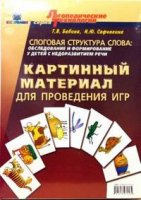 Логопедические технологии
Т.В. Бабина, Н.Ю. Сафонкина
СЛОГОВАЯ СТРУКТУРА СЛОВА:
ОБСЛЕДОВАНИЕ И ФОРМИРОВАНИЕ
У ДЕТЕЙ С НЕДОРАЗВИТИЕМ РЕЧИ
КАРТИННЫЙ
МАТЕРИАЛ
ДЛЯ ПРОВЕДЕНИЯ ИГР